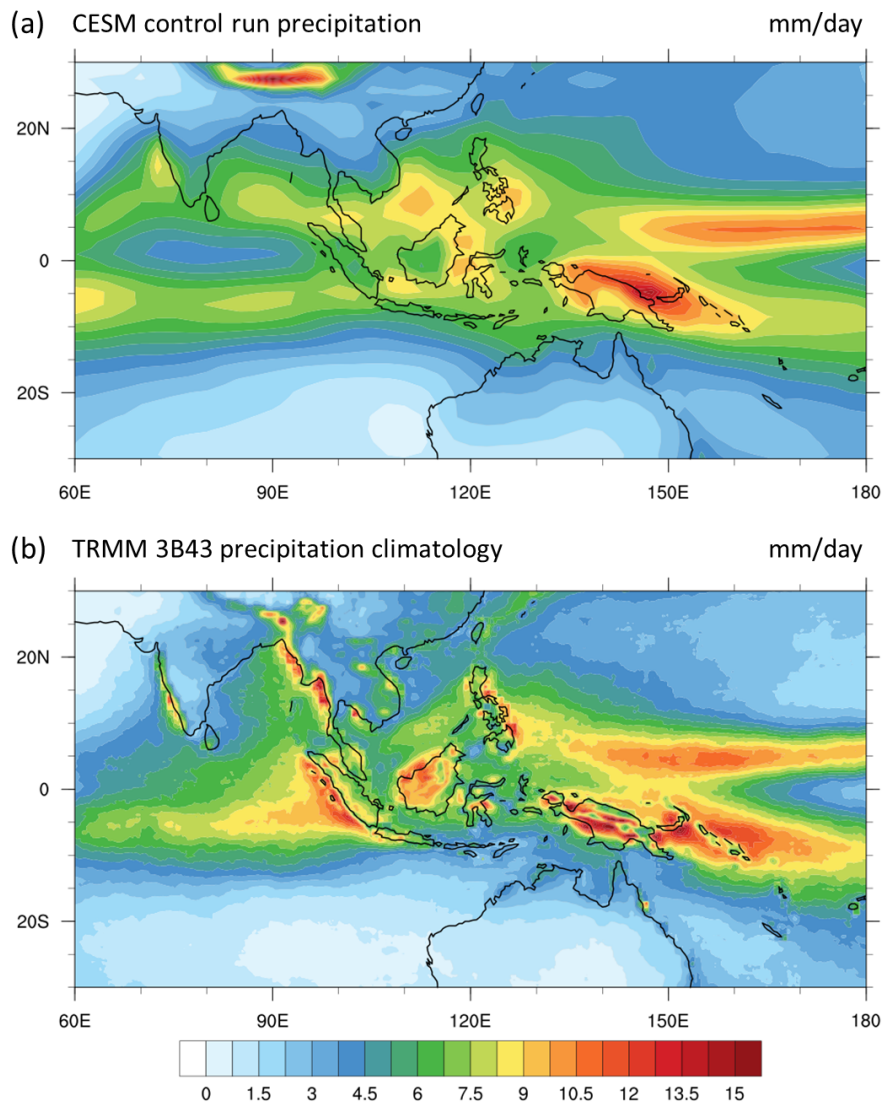 (a) CESM control run precipitation mm/day
20N
0
20S
60E 90E 120E 150E 180
(b) TRMM 3B43 precipitation climatology mm/day
20N
0
20S
60E 90E 120E 150E 180
0 1.5 3 4.5 6 7.5 9 10.5 12 13.5 15